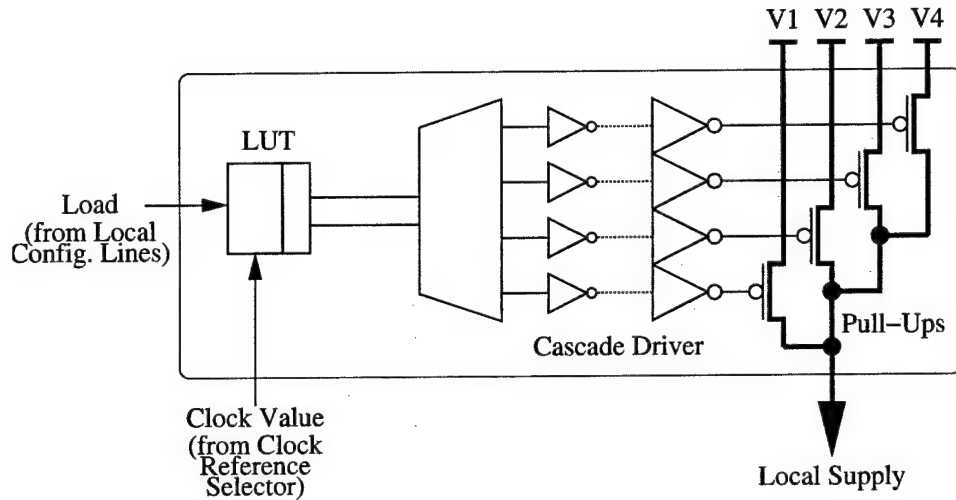 V1 V2 V3 V4
LUT
Load
(from Local
Config. Lines)
Cascade Driver
Pull-Ups
Clock Value
(from Clock
Reference
Selector)
Local Supply